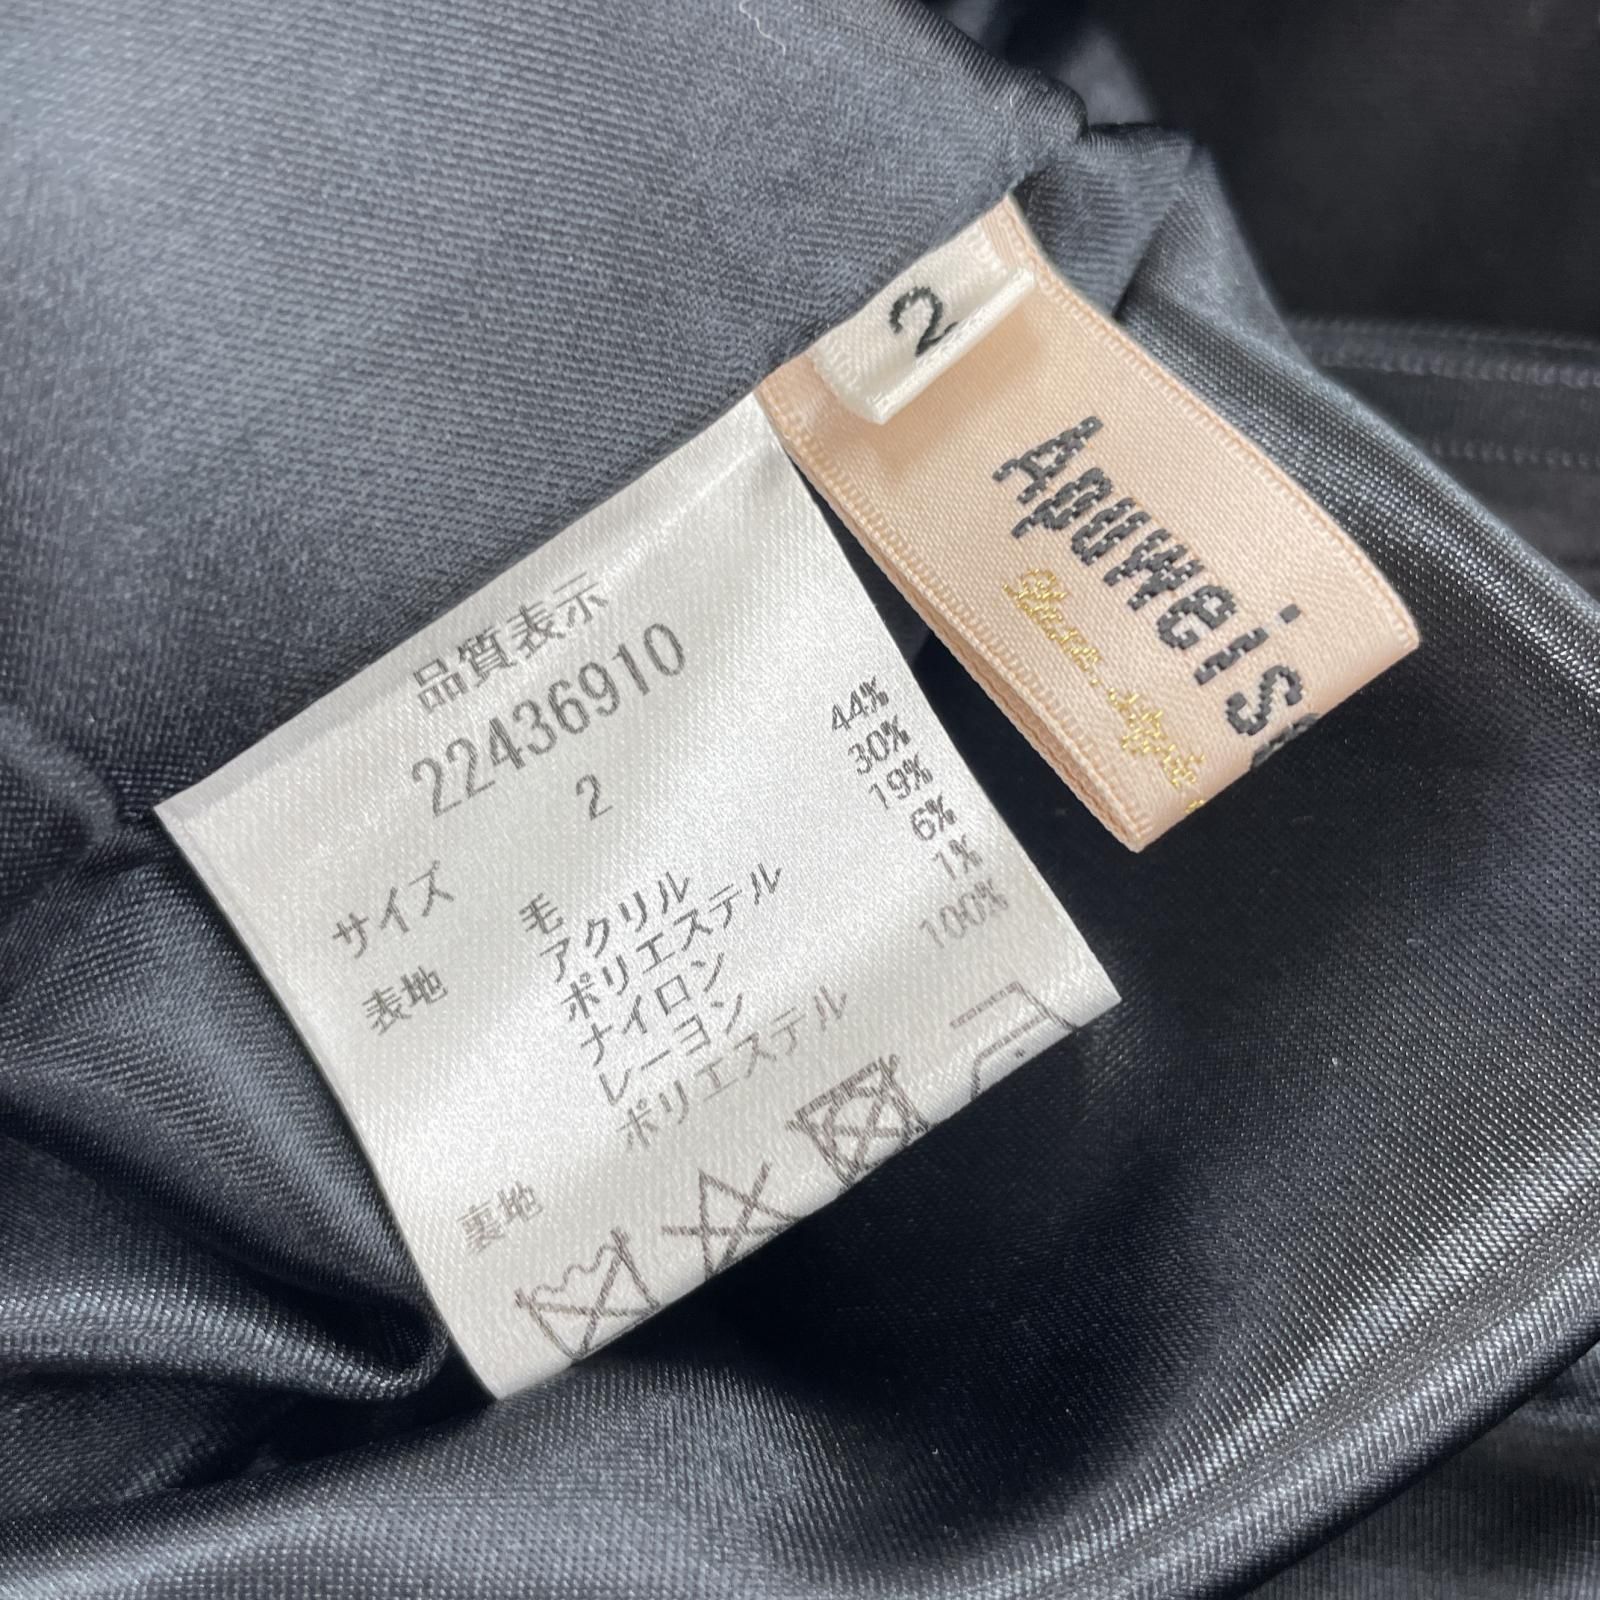 2
Apuweis
品質表示
22436910
サイズ 2
表地 毛 44%
アクリル 30%
ポリエステル 19%
ナイロン 6%
レーヨン 1%
裏地 ポリエステル 100%